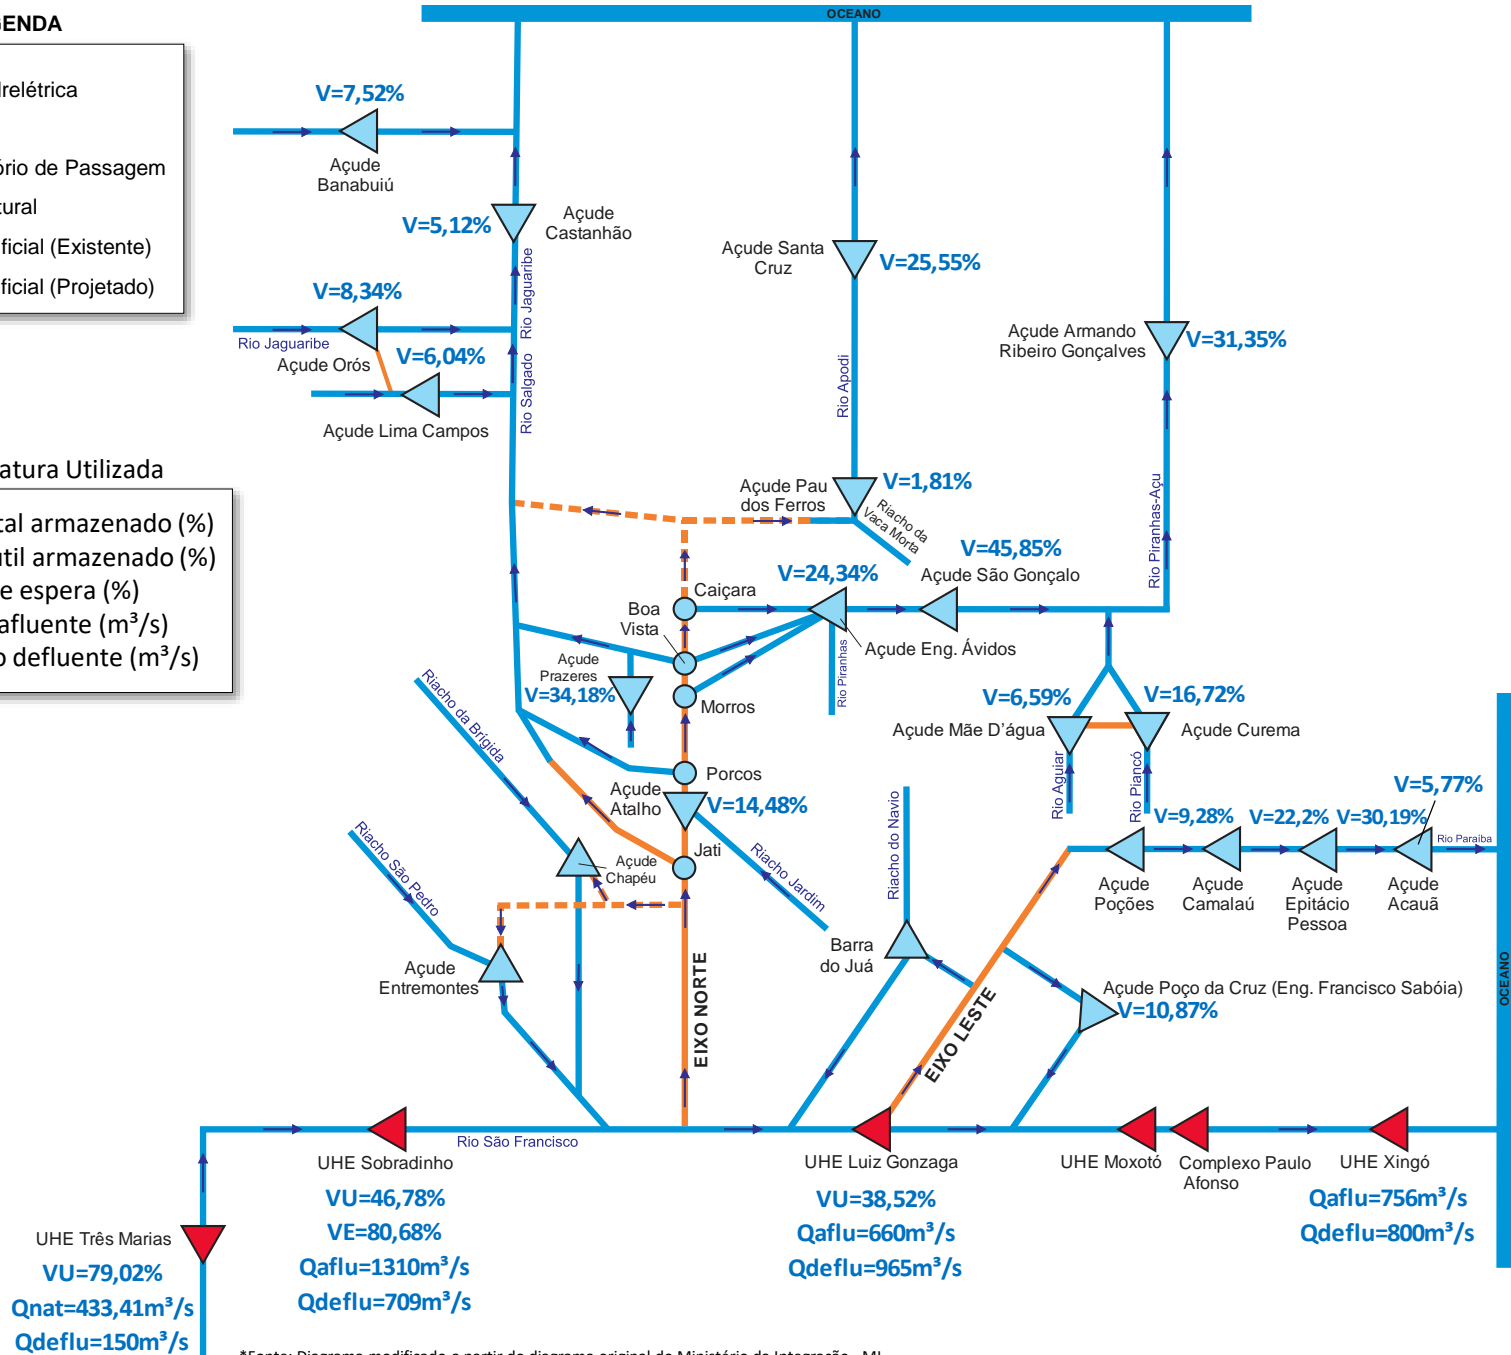 OCEANO
GENDA
drelétrica
ório de Passagem
tural
ificial (Existente)
ificial (Projetado)
V=7,52%
Açude
Banabuiú
V=5,12%
Açude
Castanhão
Rio Jaguaribe
V=8,34%
Rio Jaguaribe
Açude Orós
V=6,04%
Açude Lima Campos
Rio Salgado
Açude Santa
Cruz
V=25,55%
Rio Apodi
Açude Armando
Ribeiro Gonçalves
V=31,35%
Rio Piranhas-Açu
atura Utilizada
tal armazenado (%)
útil armazenado (%)
e espera (%)
afluente (m³/s)
o defluente (m³/s)
Açude Pau
dos Ferros
V=1,81%
Riacho da
Vaca Morta
V=45,85%
Açude São Gonçalo
V=24,34%
Açude Eng. Ávidos
Rio Piranhas
Caiçara
Boa
Vista
Morros
Açude
Prazeres
V=34,18%
Porcos
Açude
Atalho
V=14,48%
Jati
Riacho Jardim
Riacho da Brigida
Açude
Chapéu
Riacho São Pedro
Açude
Entremontes
EIXO NORTE
V=6,59%
Açude Mãe D'água
Rio Aguiar
V=16,72%
Açude Curema
Rio Piancó
V=5,77%
V=9,28%
V=22,2%
V=30,19%
Rio Paraiba
Açude
Poções
Açude
Camalaú
Açude
Epitácio
Pessoa
Açude
Acauã
Riacho do Navio
Barra
do Juá
EIXO LESTE
Açude Poço da Cruz (Eng. Francisco Sabóia)
V=10,87%
OCEANO
Rio São Francisco
UHE Sobradinho
VU=46,78%
VE=80,68%
Qaflu=1310m³/s
Qdeflu=709m³/s
UHE Luiz Gonzaga
VU=38,52%
Qaflu=660m³/s
Qdeflu=965m³/s
UHE Moxotó
Complexo Paulo
Afonso
UHE Xingó
Qaflu=756m³/s
Qdeflu=800m³/s
UHE Três Marias
VU=79,02%
Qnat=433,41m³/s
Qdeflu=150m³/s